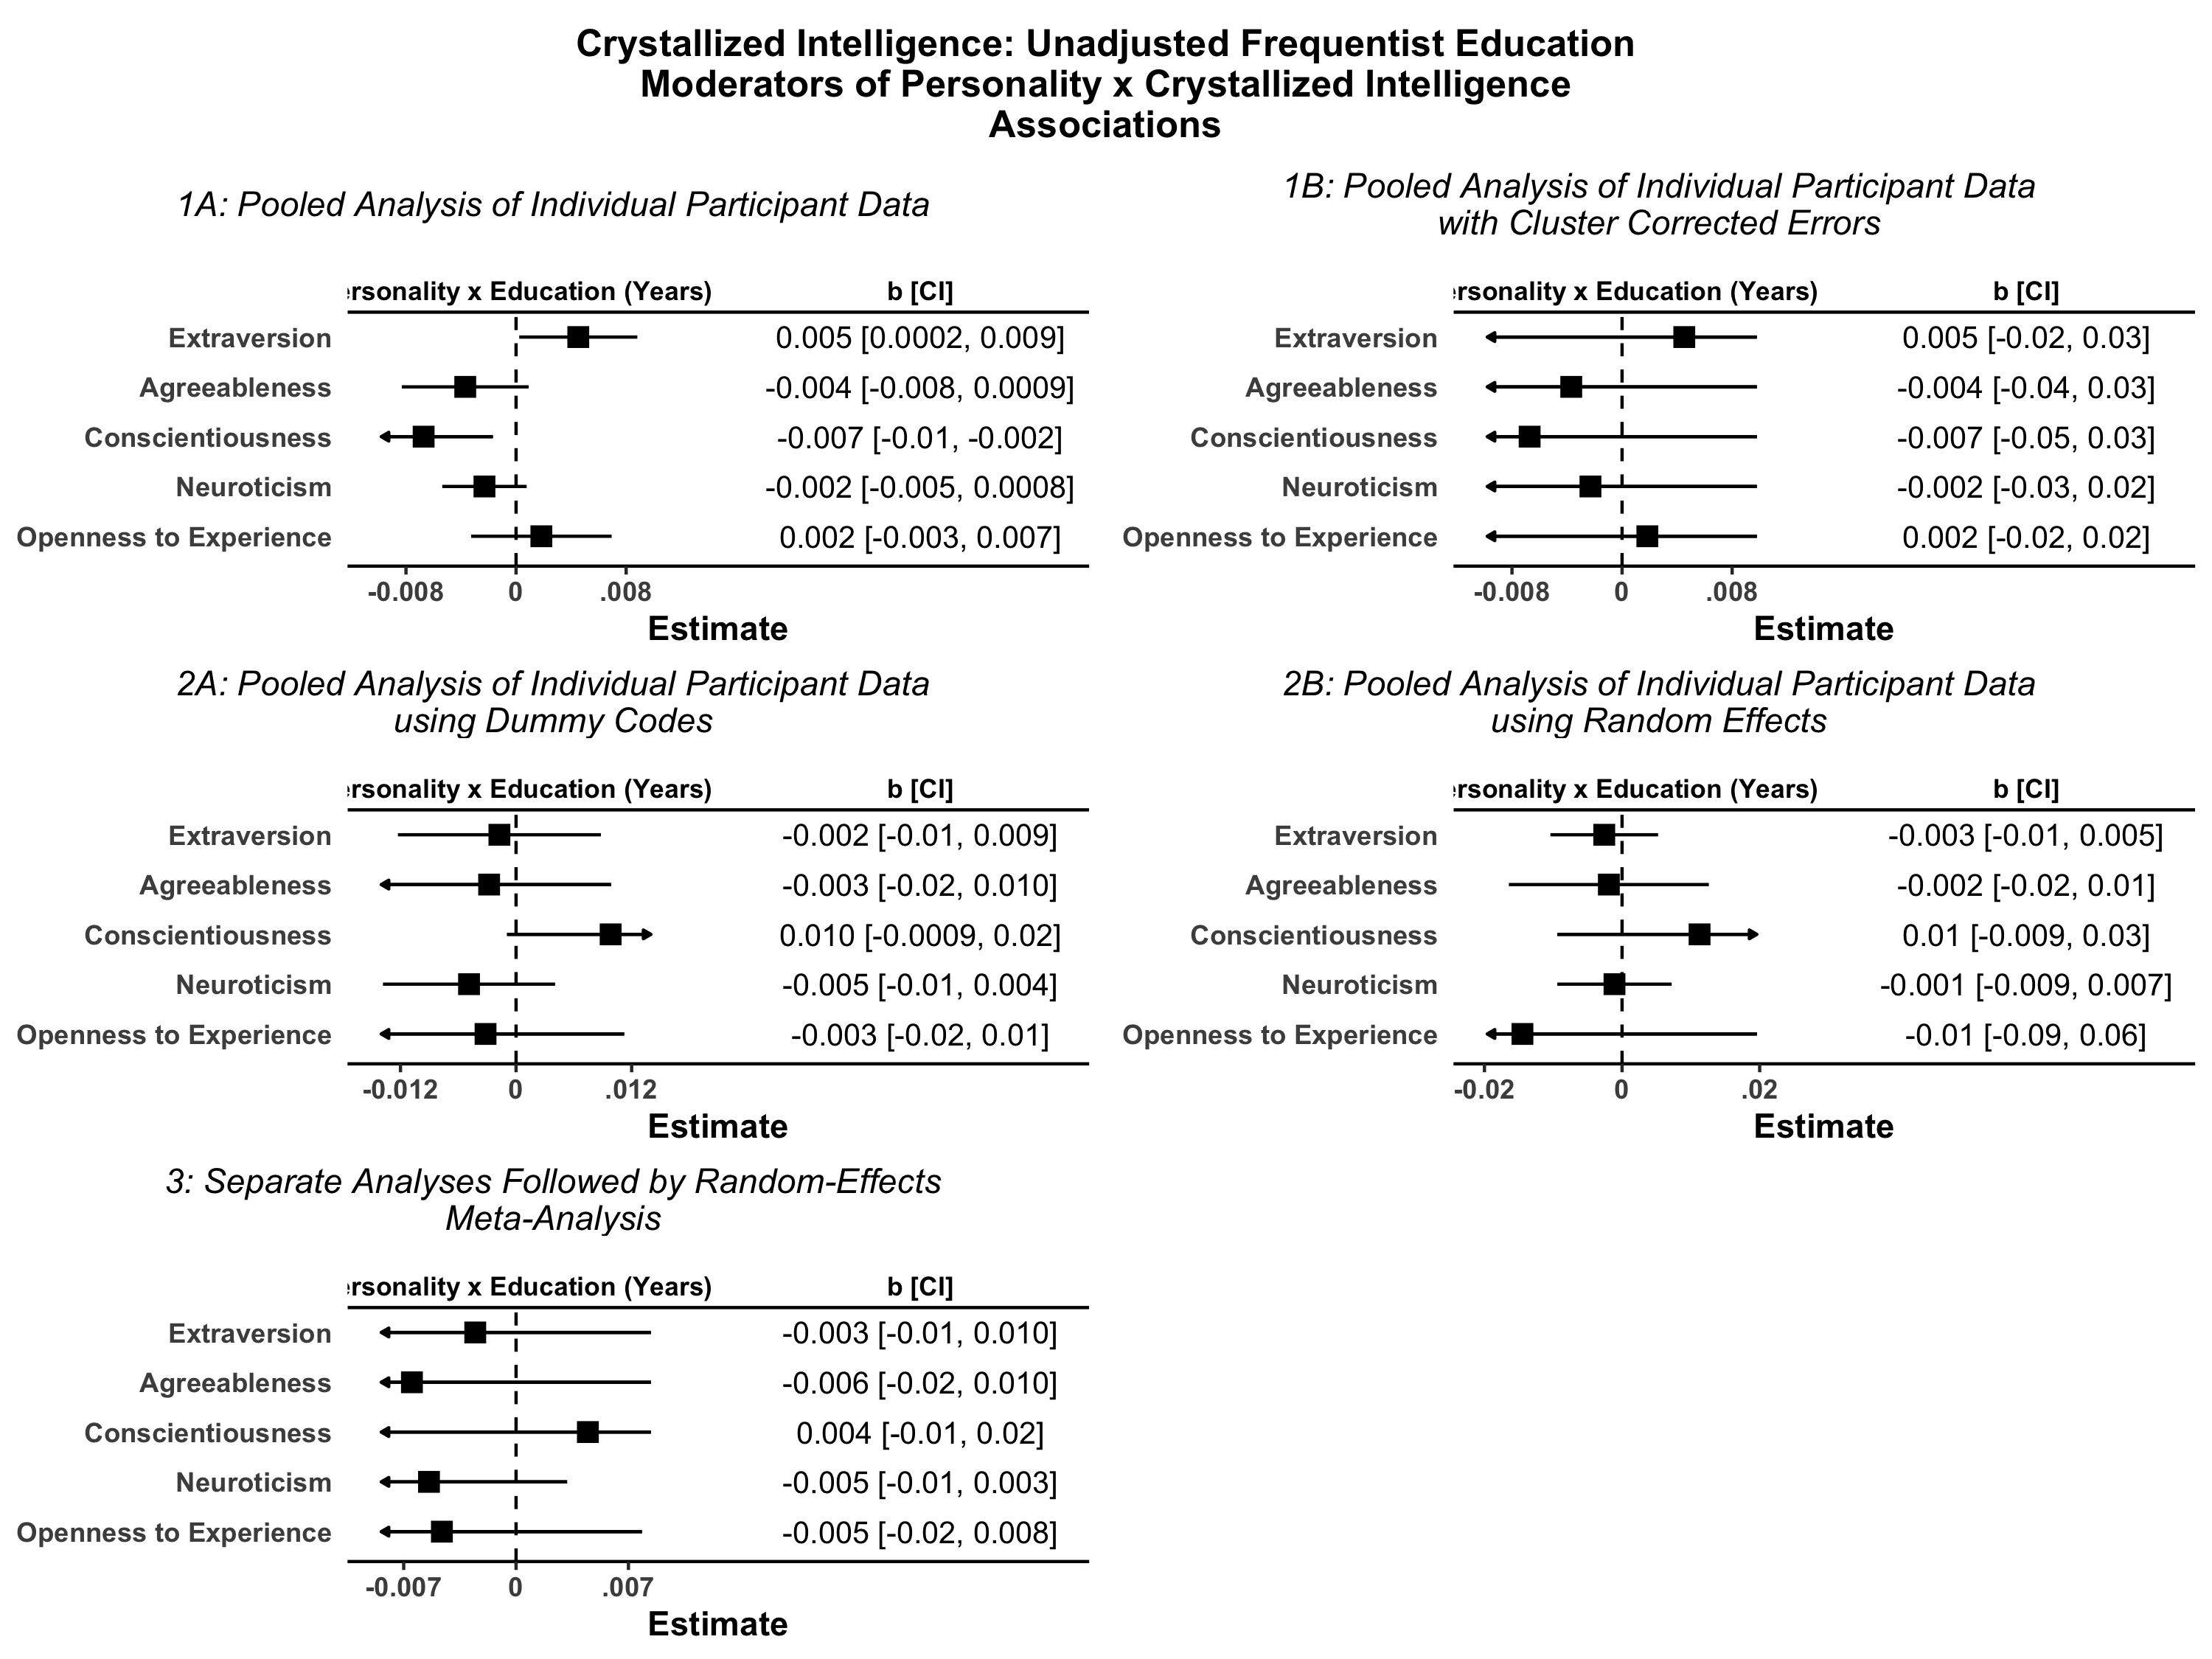 Crystallized Intelligence: Unadjusted Frequentist Education
Moderators of Personality x Crystallized Intelligence
Associations
1A: Pooled Analysis of Individual Participant Data
ersonality x Education (Years) b [CI]
Extraversion 0.005 [0.0002, 0.009]
Agreeableness -0.004 [-0.008, 0.0009]
Conscientiousness -0.007 [-0.01, -0.002]
Neuroticism -0.002 [-0.005, 0.0008]
Openness to Experience 0.002 [-0.003, 0.007]
-0.008 0 .008
Estimate
1B: Pooled Analysis of Individual Participant Data
with Cluster Corrected Errors
ersonality x Education (Years) b [CI]
Extraversion 0.005 [-0.02, 0.03]
Agreeableness -0.004 [-0.04, 0.03]
Conscientiousness -0.007 [-0.05, 0.03]
Neuroticism -0.002 [-0.03, 0.02]
Openness to Experience 0.002 [-0.02, 0.02]
-0.008 0 .008
Estimate
2A: Pooled Analysis of Individual Participant Data
using Dummy Codes
ersonality x Education (Years) b [CI]
Extraversion -0.002 [-0.01, 0.009]
Agreeableness -0.003 [-0.02, 0.010]
Conscientiousness 0.010 [-0.0009, 0.02]
Neuroticism -0.005 [-0.01, 0.004]
Openness to Experience -0.003 [-0.02, 0.01]
-0.012 0 .012
Estimate
2B: Pooled Analysis of Individual Participant Data
using Random Effects
ersonality x Education (Years) b [CI]
Extraversion -0.003 [-0.01, 0.005]
Agreeableness -0.002 [-0.02, 0.01]
Conscientiousness 0.01 [-0.009, 0.03]
Neuroticism -0.001 [-0.009, 0.007]
Openness to Experience -0.01 [-0.09, 0.06]
-0.02 0 .02
Estimate
3: Separate Analyses Followed by Random-Effects
Meta-Analysis
ersonality x Education (Years) b [CI]
Extraversion -0.003 [-0.01, 0.010]
Agreeableness -0.006 [-0.02, 0.010]
Conscientiousness 0.004 [-0.01, 0.02]
Neuroticism -0.005 [-0.01, 0.003]
Openness to Experience -0.005 [-0.02, 0.008]
-0.007 0 .007
Estimate